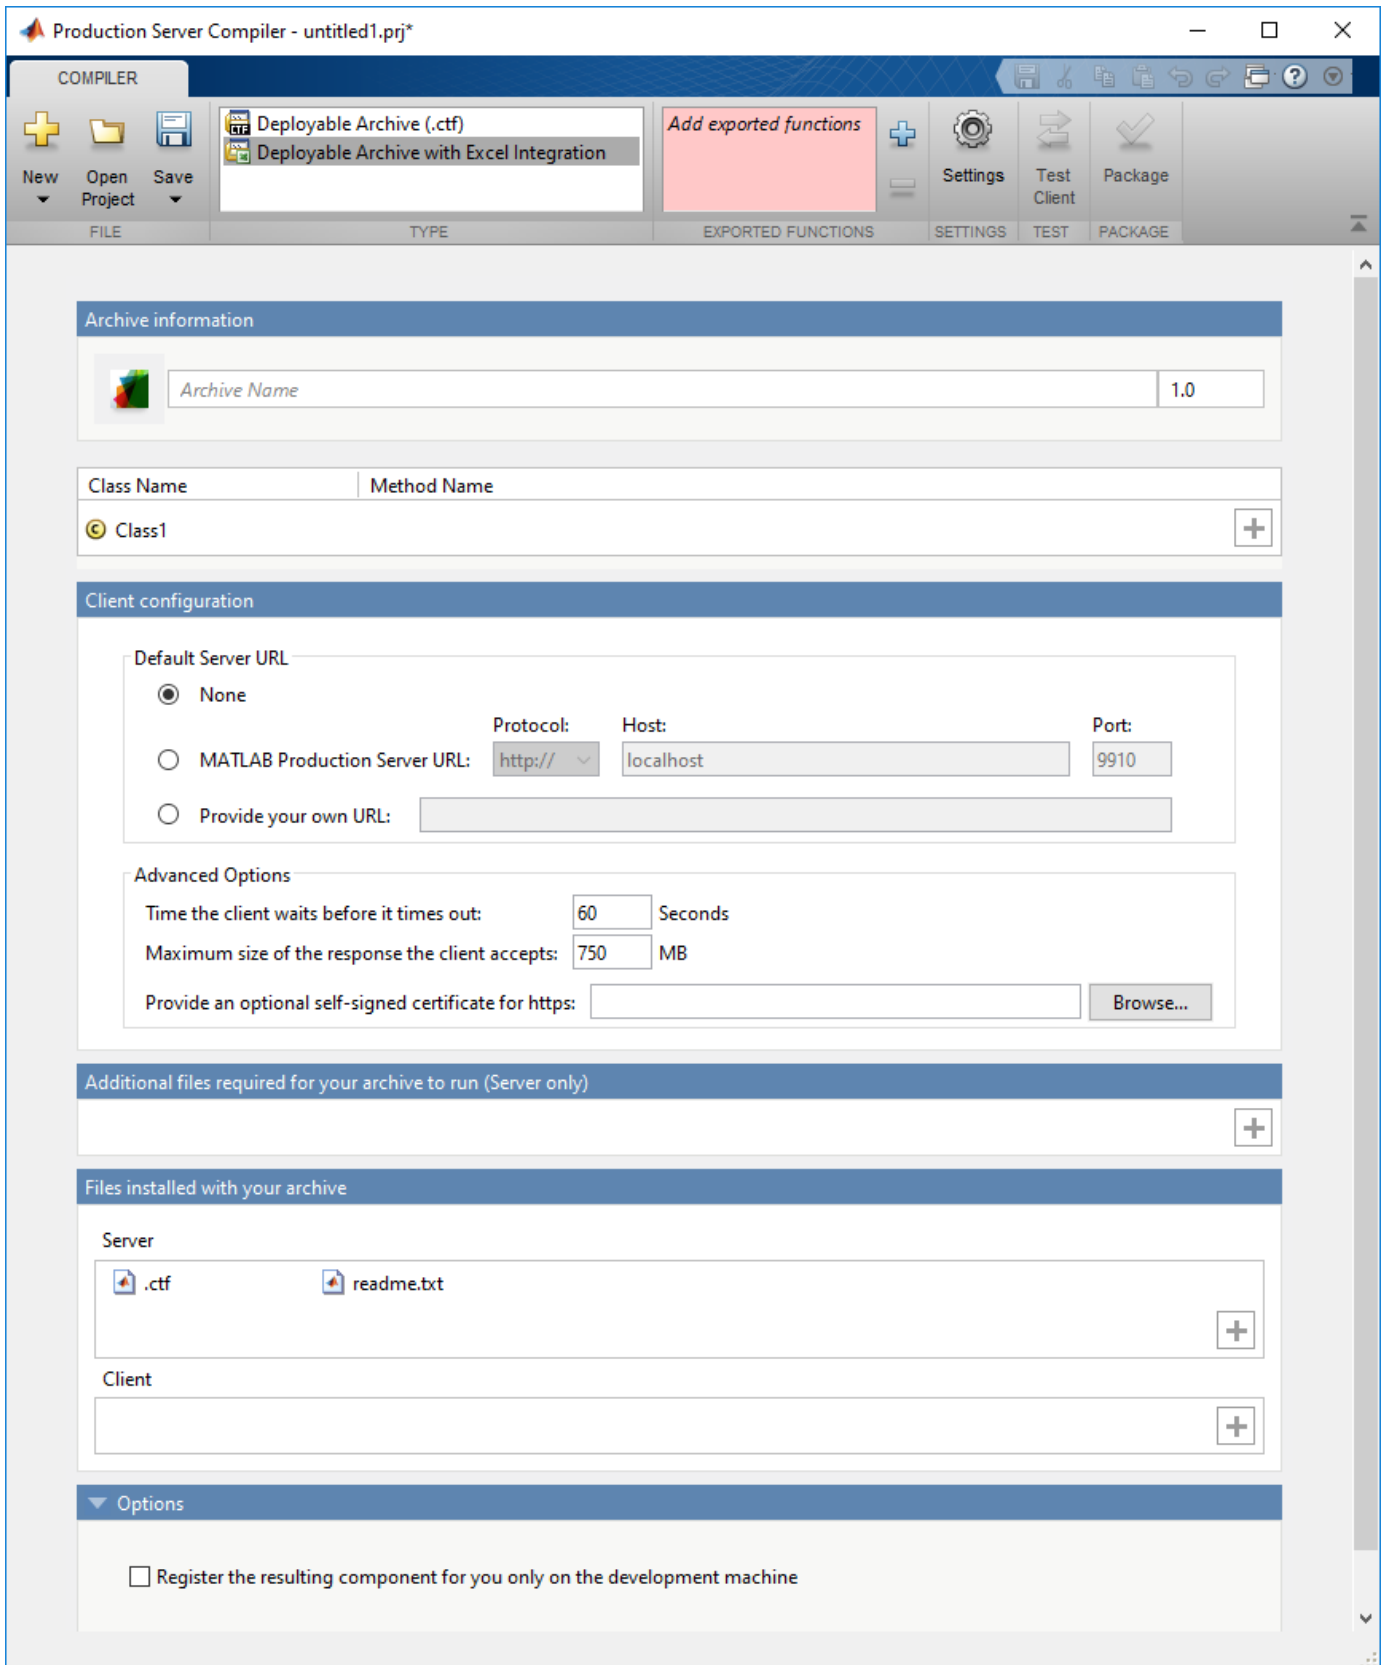 Production Server Compiler - untitled1.prj*
COMPILER
New
Open
Project
Save
Deployable Archive (.ctf)
Deployable Archive with Excel Integration
Add exported functions
Settings
Test
Client
Package
FILE
TYPE
EXPORTED FUNCTIONS
SETTINGS
TEST
PACKAGE
Archive information
Archive Name
1.0
Class Name
Method Name
Class1
Client configuration
Default Server URL
None
Protocol:
Host:
Port:
MATLAB Production Server URL:
http://
localhost
9910
Provide your own URL:
Advanced Options
Time the client waits before it times out:
60
Seconds
Maximum size of the response the client accepts:
750
MB
Provide an optional self-signed certificate for https:
Browse...
Additional files required for your archive to run (Server only)
Files installed with your archive
Server
.ctf
readme.txt
Client
Options
Register the resulting component for you only on the development machine